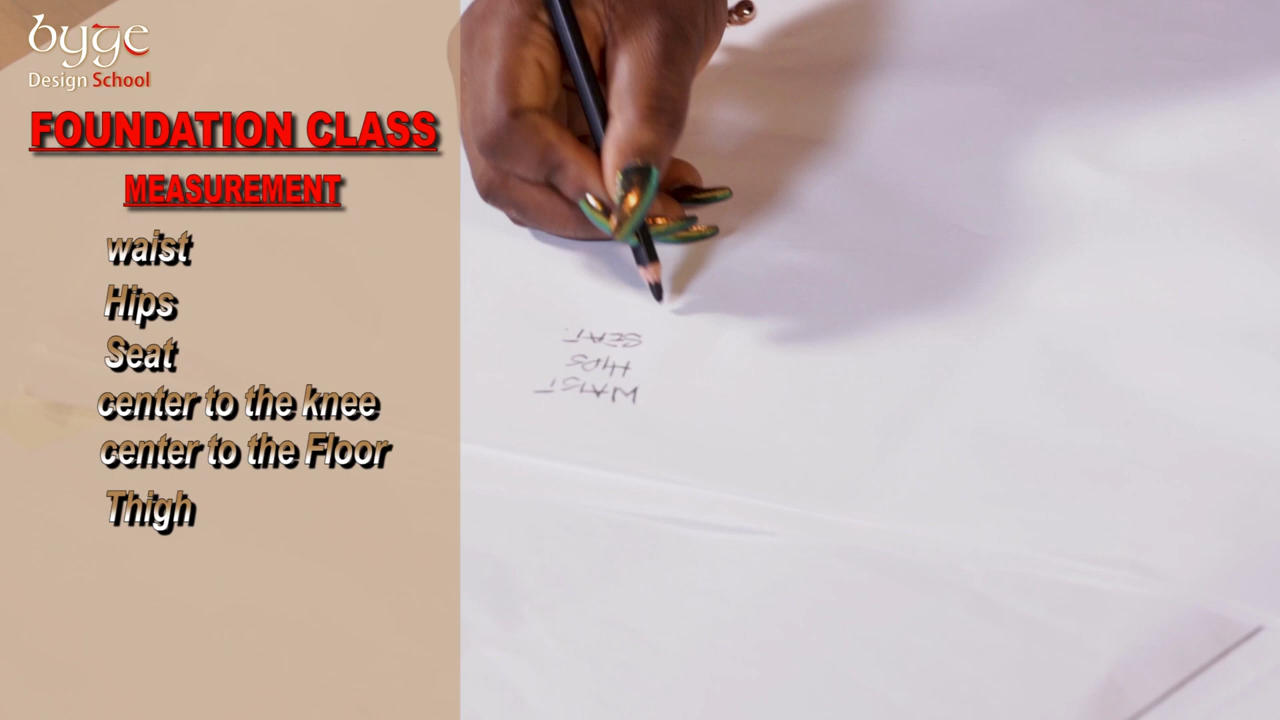 byge
Design School
FOUNDATION CLASS
MEASUREMENT
waist
Hips
Seat
center to the knee
center to the Floor
Thigh
WAIST
HIPS
SEAT